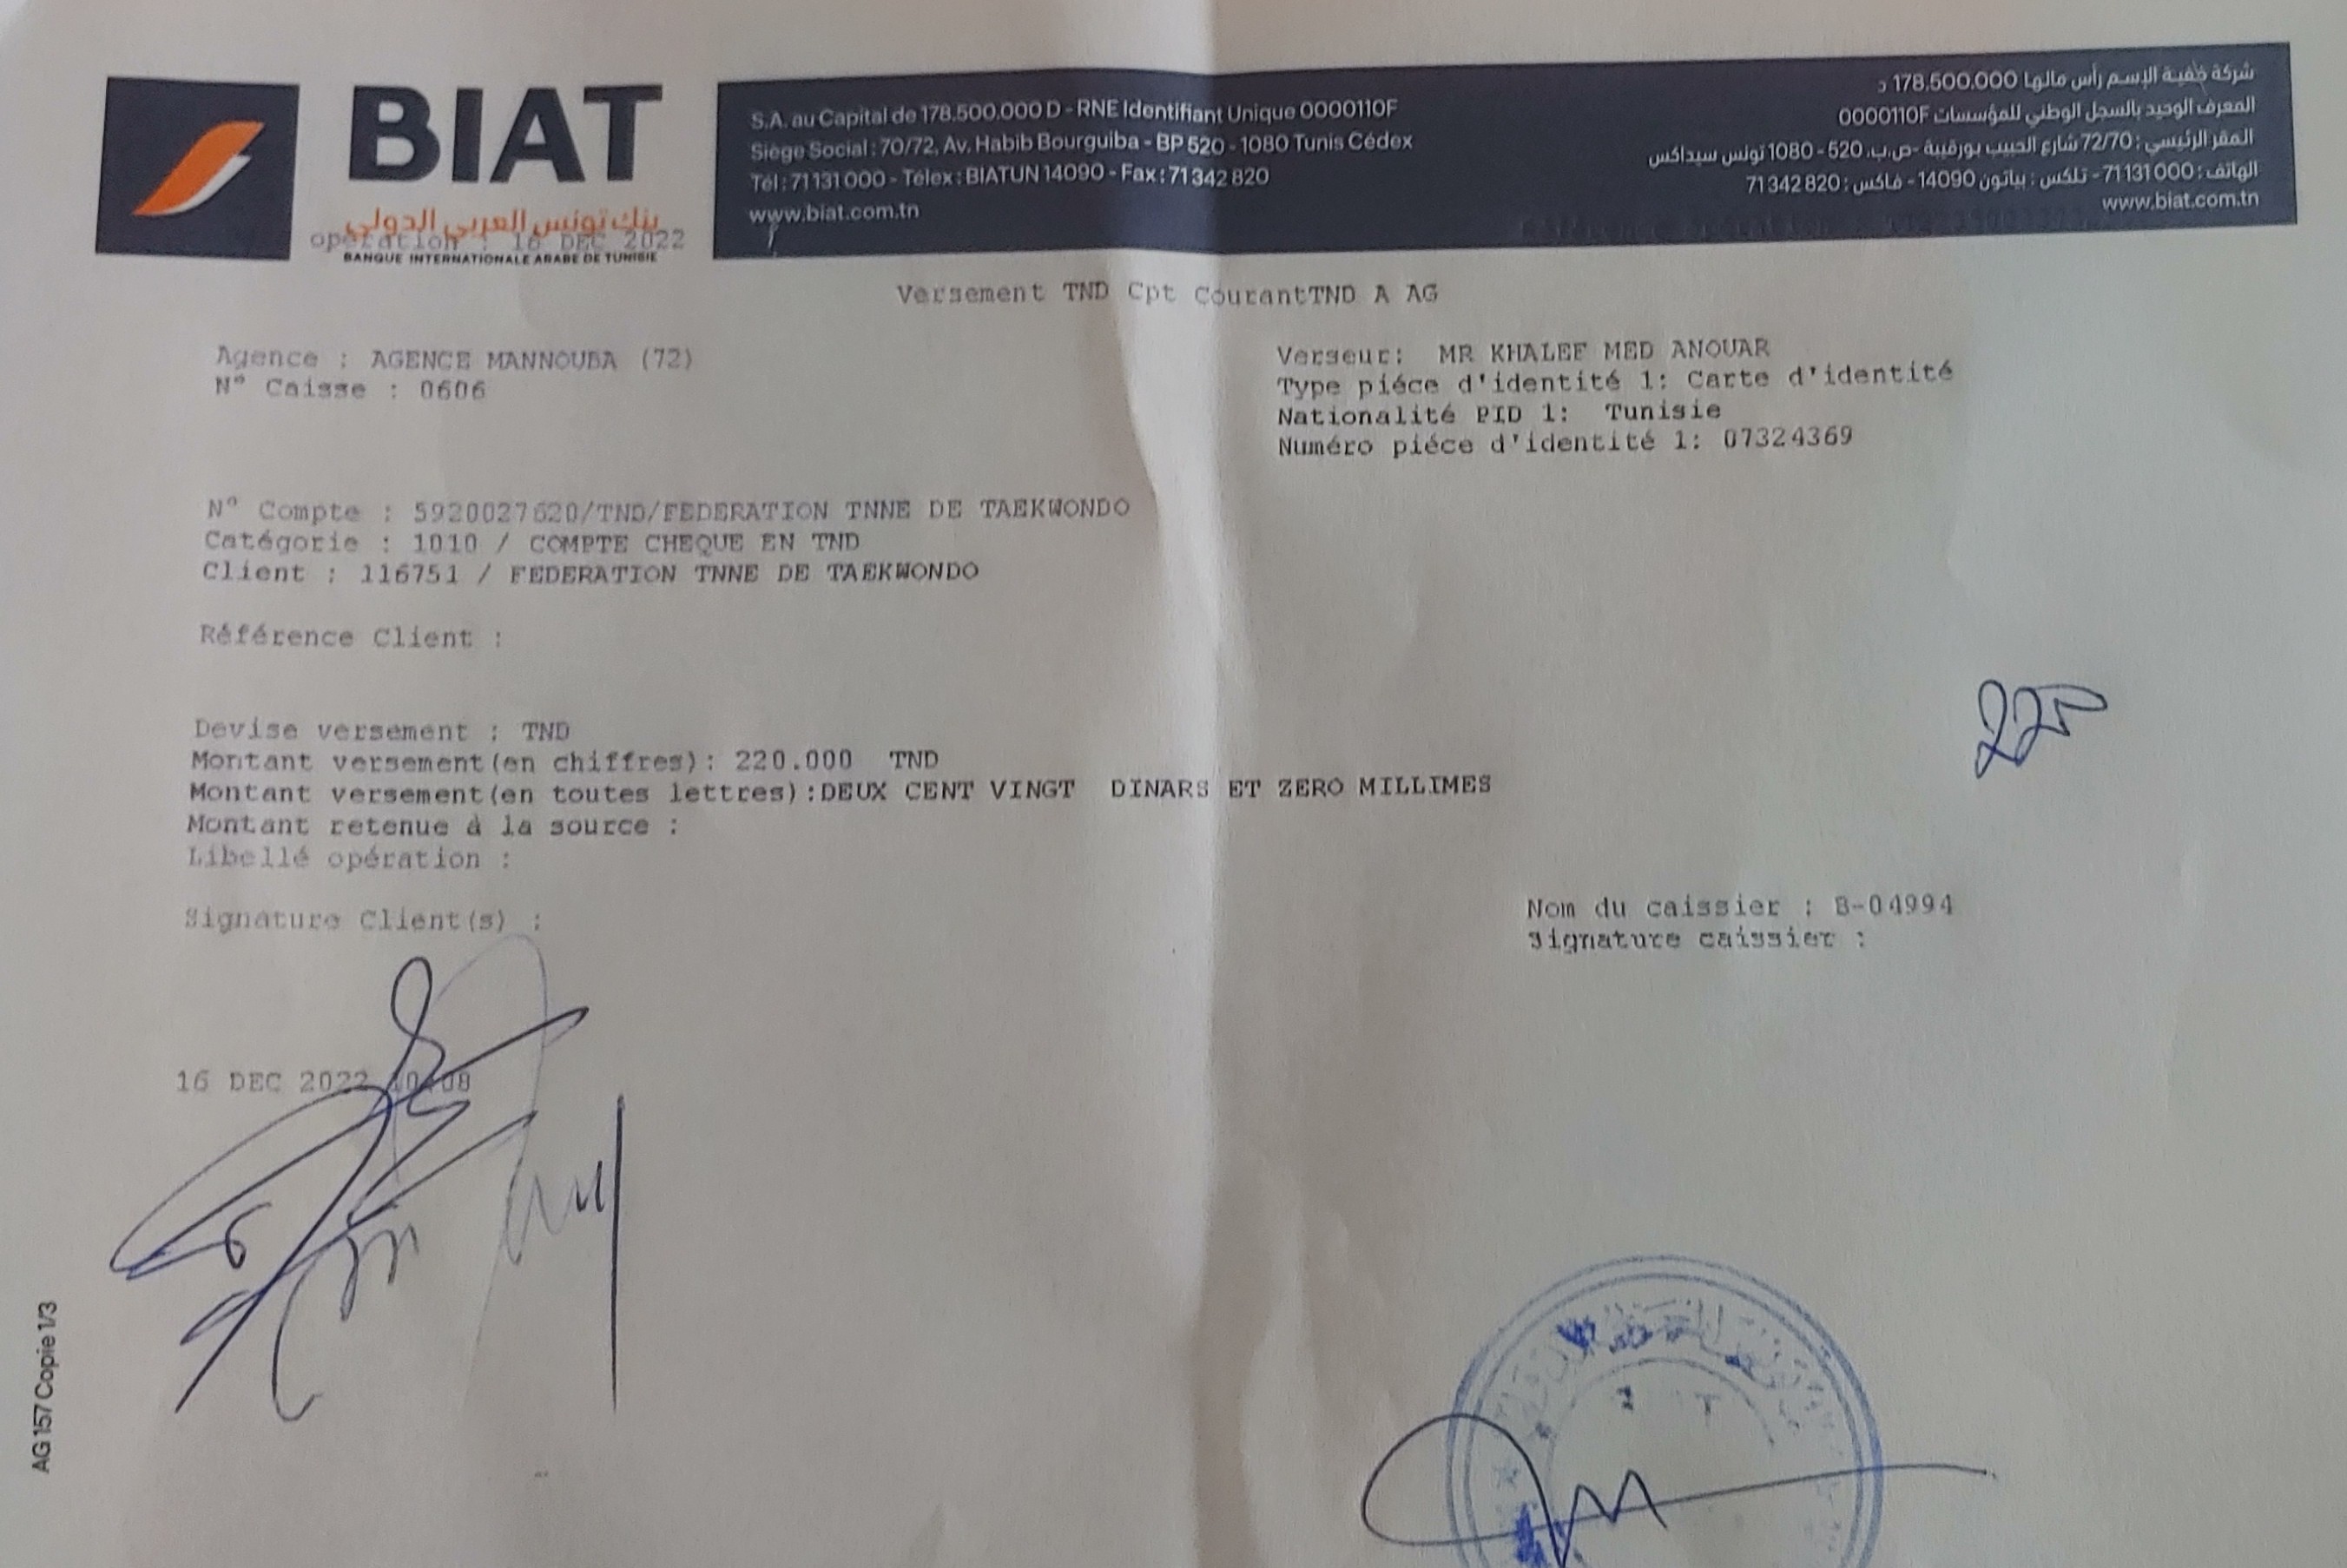 BIAT
بنك تونس العربي الدولي
opération : 16 DEC 2022
BANQUE INTERNATIONALE ARABE DE TUNISIE
S.A. au Capital de 178.500.000 D - RNE Identifiant Unique 0000110F
Siège Social : 70/72, Av. Habib Bourguiba - BP 520 - 1080 Tunis Cédex
Tél : 71 131 000 - Télex : BIATUN 14090 - Fax : 71 342 820
www.biat.com.tn
شركة خفية الإسم رأس مالها 178.500.000 د
المعرف الوحيد بالسجل الوطني للمؤسسات 0000110F
المقر الرئيسي : 72/70 شارع الحبيب بورقيبة -ص.ب. 520 - 1080 تونس سيداكس
الهاتف : 71131 000 - تلكس : بياتون 14090 - فاكس : 820 342 71
www.biat.com.tn
Versement TND Cpt CourantTND A AG
Agence : AGENCE MANNOUBA (72)
N° Caisse : 0606
Verseur: MR KHALEF MED ANOUAR
Type piéce d'identité 1: Carte d'identité
Nationalité PID 1: Tunisie
Numéro piéce d'identité 1: 07324369
N° Compte : 5920027620/TND/FEDERATION TNNE DE TAEKWONDO
Catégorie : 1010 / COMPTE CHEQUE EN TND
Client : 116751 / FEDERATION TNNE DE TAEKWONDO
Référence Client :
220
Devise versement : TND
Montant versement(en chiffres): 220.000 TND
Montant versement(en toutes lettres):DEUX CENT VINGT DINARS ET ZERO MILLIMES
Montant retenue à la source :
Libellé opération :
Signature Client(s) :
Nom du caissier : B-04994
Signature caissier :
16 DEC 2022
AG 157 Copie 1/3